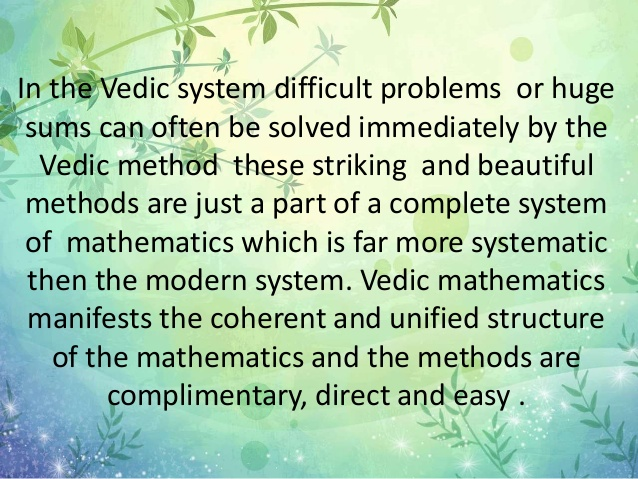 In the Vedic system difficult problems  or huge
sums can often be solved immediately by the
Vedic method  these striking  and beautiful
methods are just a part of a complete system
of  mathematics which is far more systematic
then the modern system. Vedic mathematics
manifests the coherent and unified structure
of the mathematics and the methods are
complimentary, direct and easy .